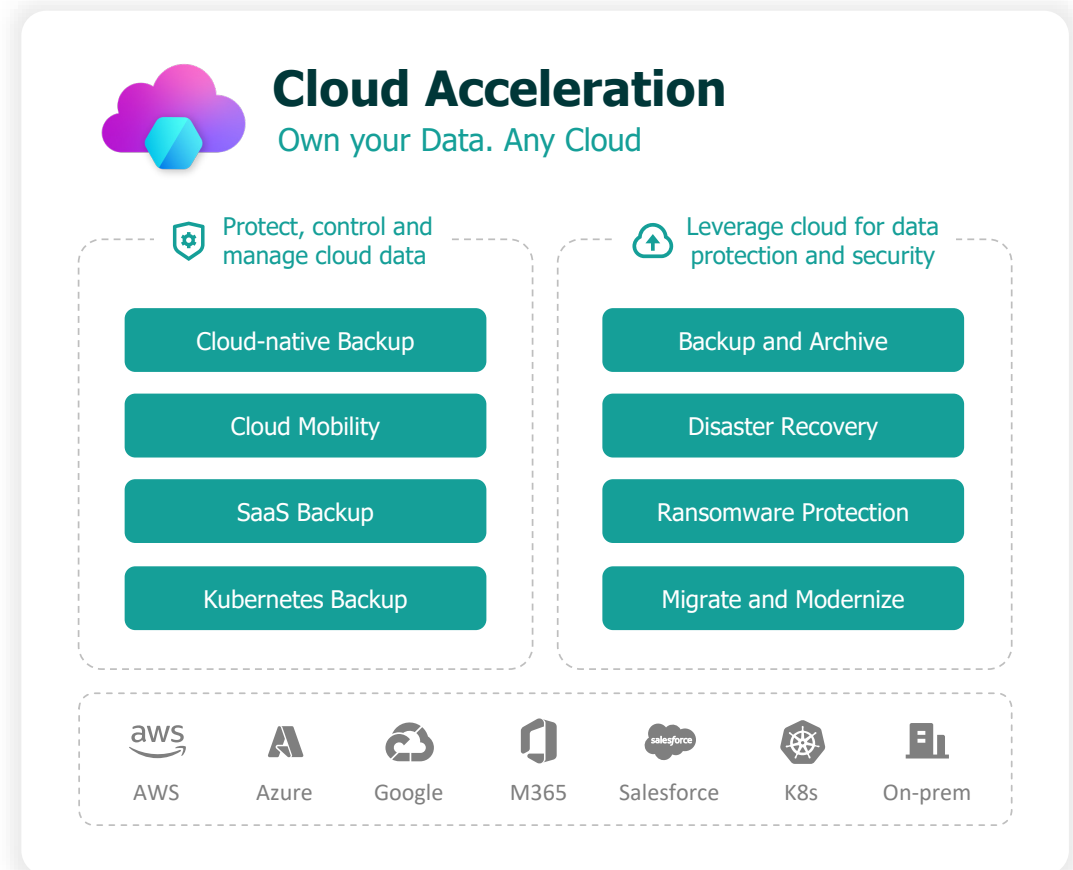 Cloud Acceleration
Own your Data. Any Cloud
Protect, control and
manage cloud data
Cloud-native Backup
Cloud Mobility
SaaS Backup
Kubernetes Backup
Leverage cloud for data
protection and security
Backup and Archive
Disaster Recovery
Ransomware Protection
Migrate and Modernize
aws
salesforce
AWS
Azure
Google
M365
Salesforce
K8s
On-prem